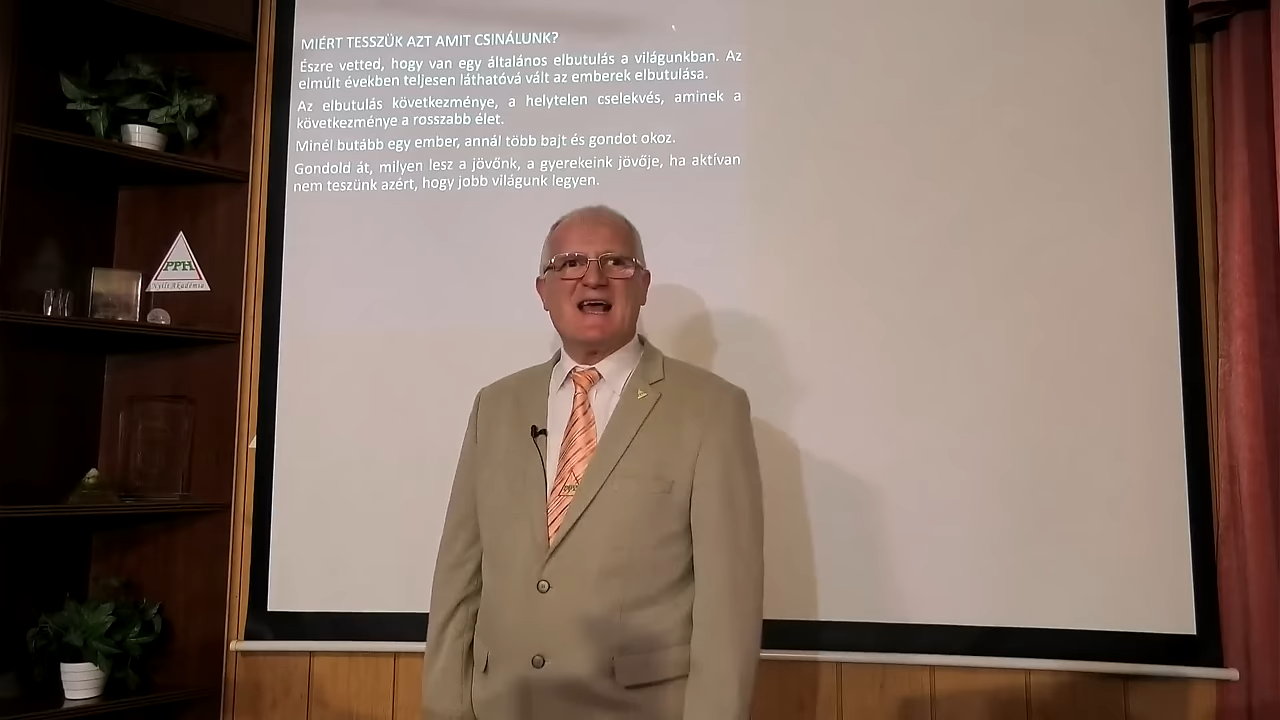 MIÉRT TESSZÜK AZT AMIT CSINÁLUNK?
Észre vetted, hogy van egy általános elbutulás a világunkban. Az
elmúlt években teljesen láthatóvá vált az emberek elbutulása.
Az elbutulás következménye, a helytelen cselekvés, aminek a
következménye a rosszabb élet.
Minél butább egy ember, annál több bajt és gondot okoz.
Gondold át, milyen lesz a jövőnk, a gyerekeink jövője, ha aktívan
nem teszünk azért, hogy jobb világunk legyen.
PPH
Nyílt Akadémia
PPH